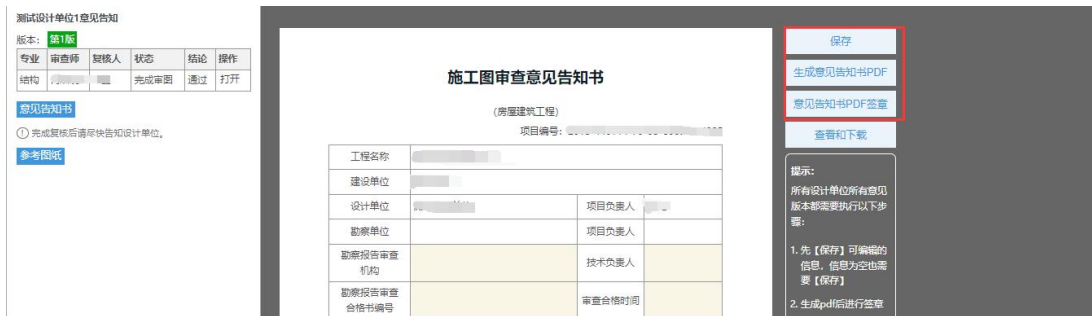 测试设计单位1意见告知
版本： 第1版
专业 审查师 复核人 状态 结论 操作
结构 完成审图 通过 打开
意见告知书
! 完成复核后请尽快告知设计单位。
参考图纸
施工图审查意见告知书
(房屋建筑工程)
项目编号：
工程名称
建设单位
设计单位 项目负责人
勘察单位 项目负责人
勘察报告审查
机构
技术负责人
勘察报告审查
合格书编号
审查合格时间
保存
生成意见告知书PDF
意见告知书PDF签章
查看和下载
提示：
所有设计单位所有意见
版本都需要执行以下步
骤：
1. 先【保存】可编辑的
信息，信息为空也需
要【保存】
2. 生成pdf后进行签章